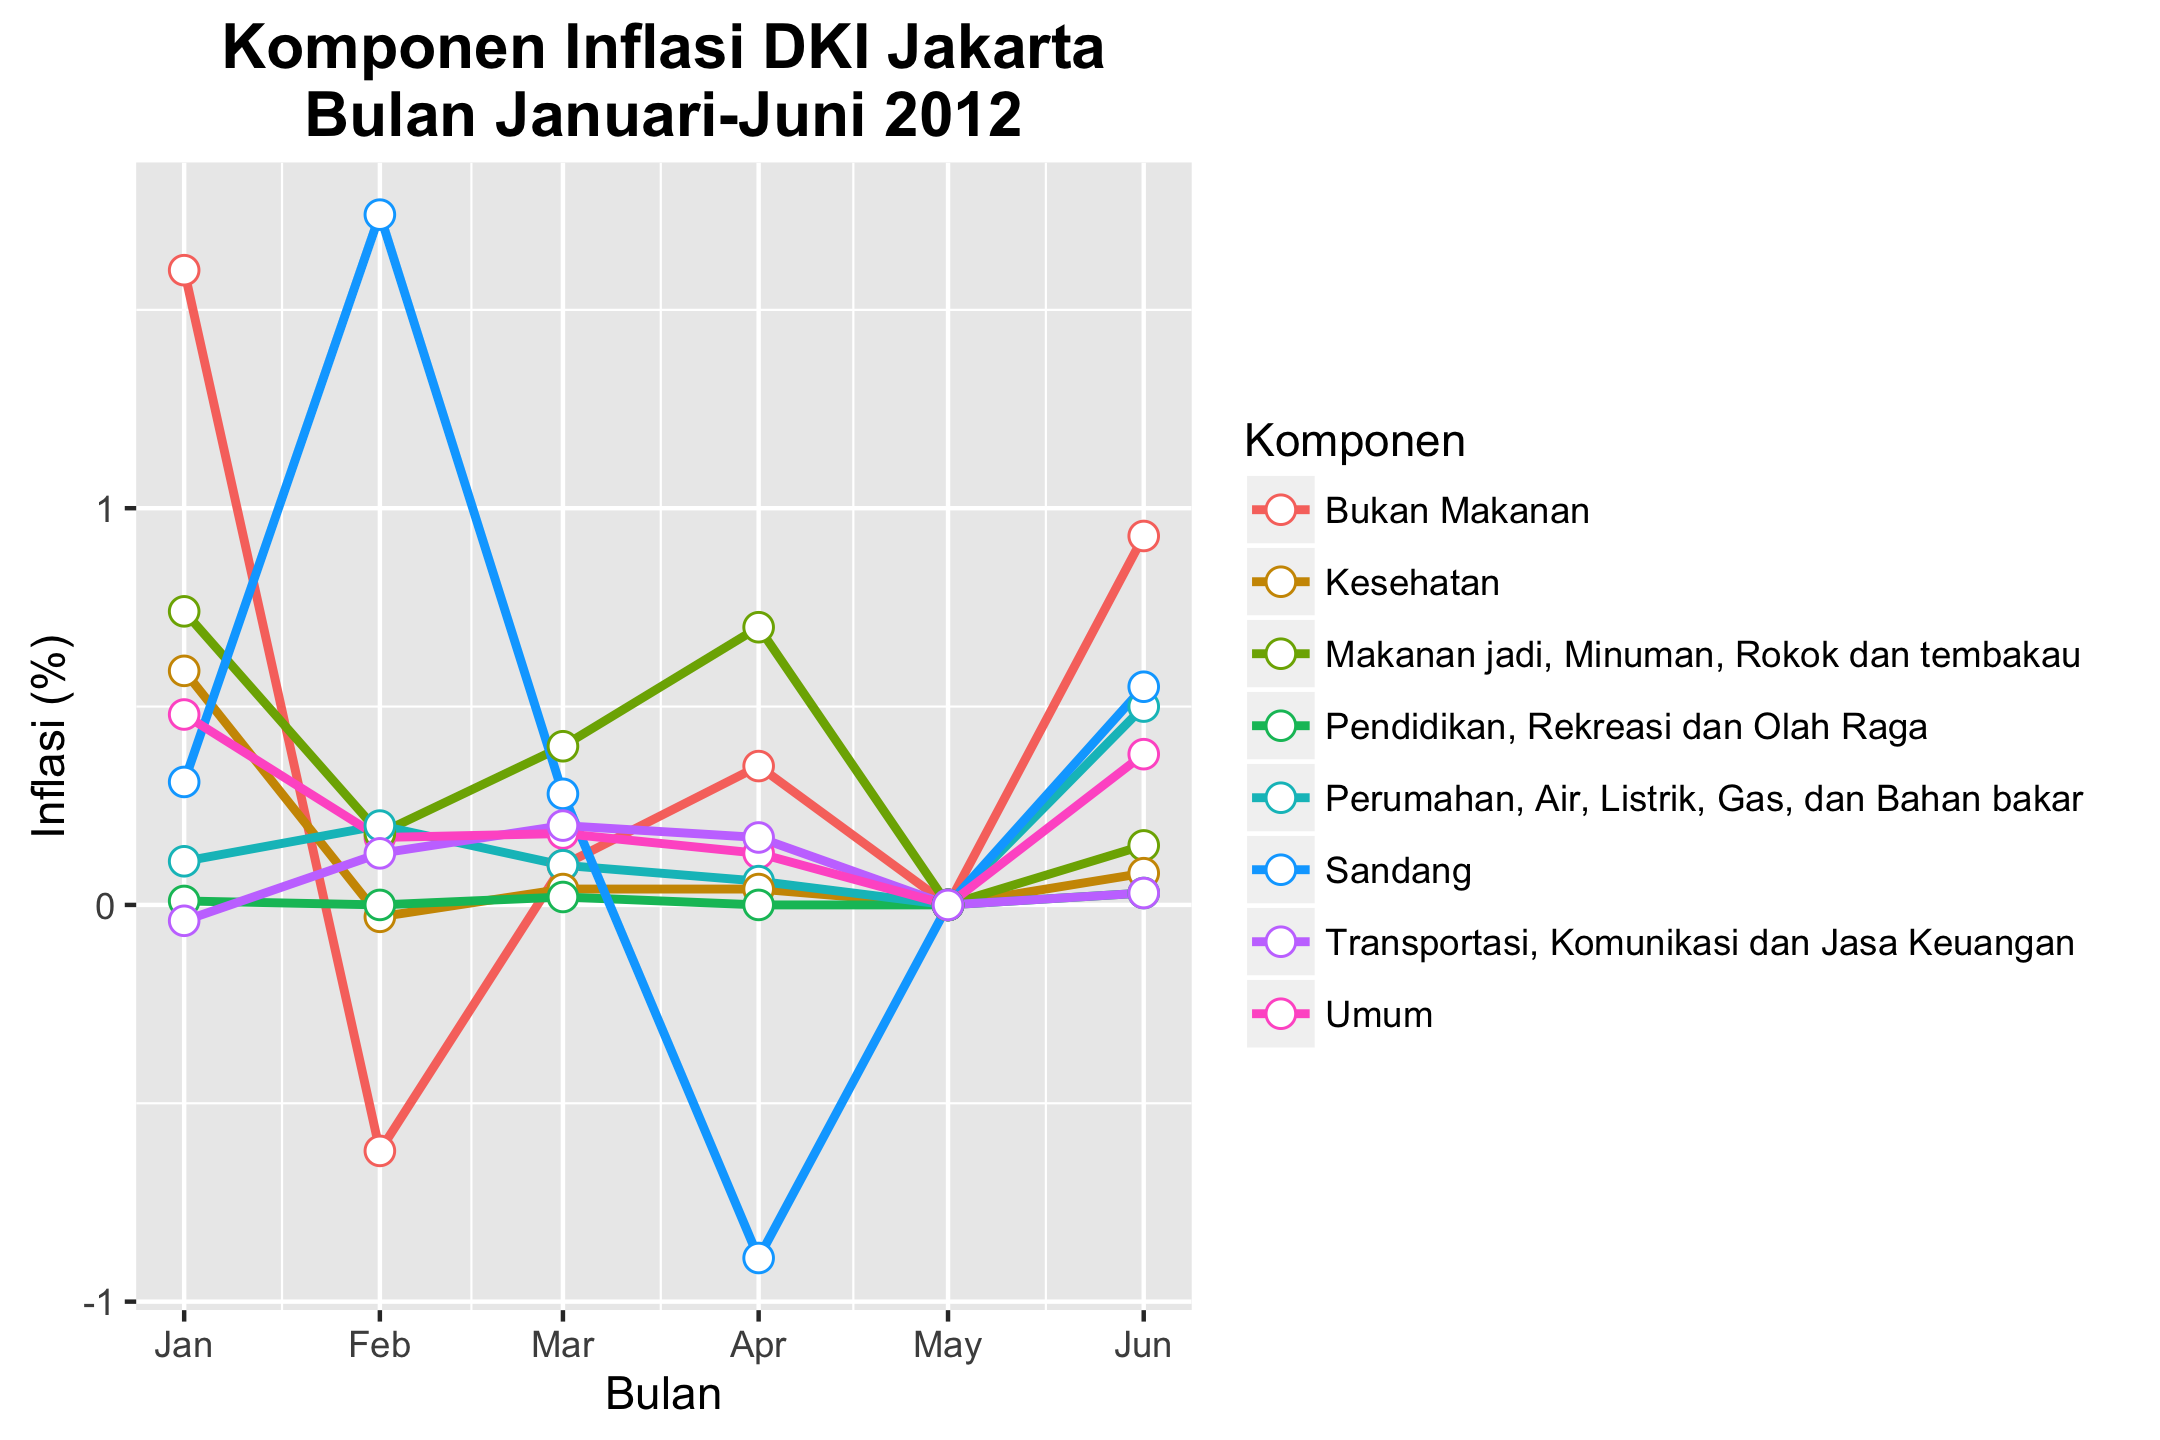 Komponen Inflasi DKI Jakarta
Bulan Januari-Juni 2012
Inflasi (%)
1
0
-1
Jan Feb Mar Apr May Jun
Bulan
Komponen
Bukan Makanan
Kesehatan
Makanan jadi, Minuman, Rokok dan tembakau
Pendidikan, Rekreasi dan Olah Raga
Perumahan, Air, Listrik, Gas, dan Bahan bakar
Sandang
Transportasi, Komunikasi dan Jasa Keuangan
Umum